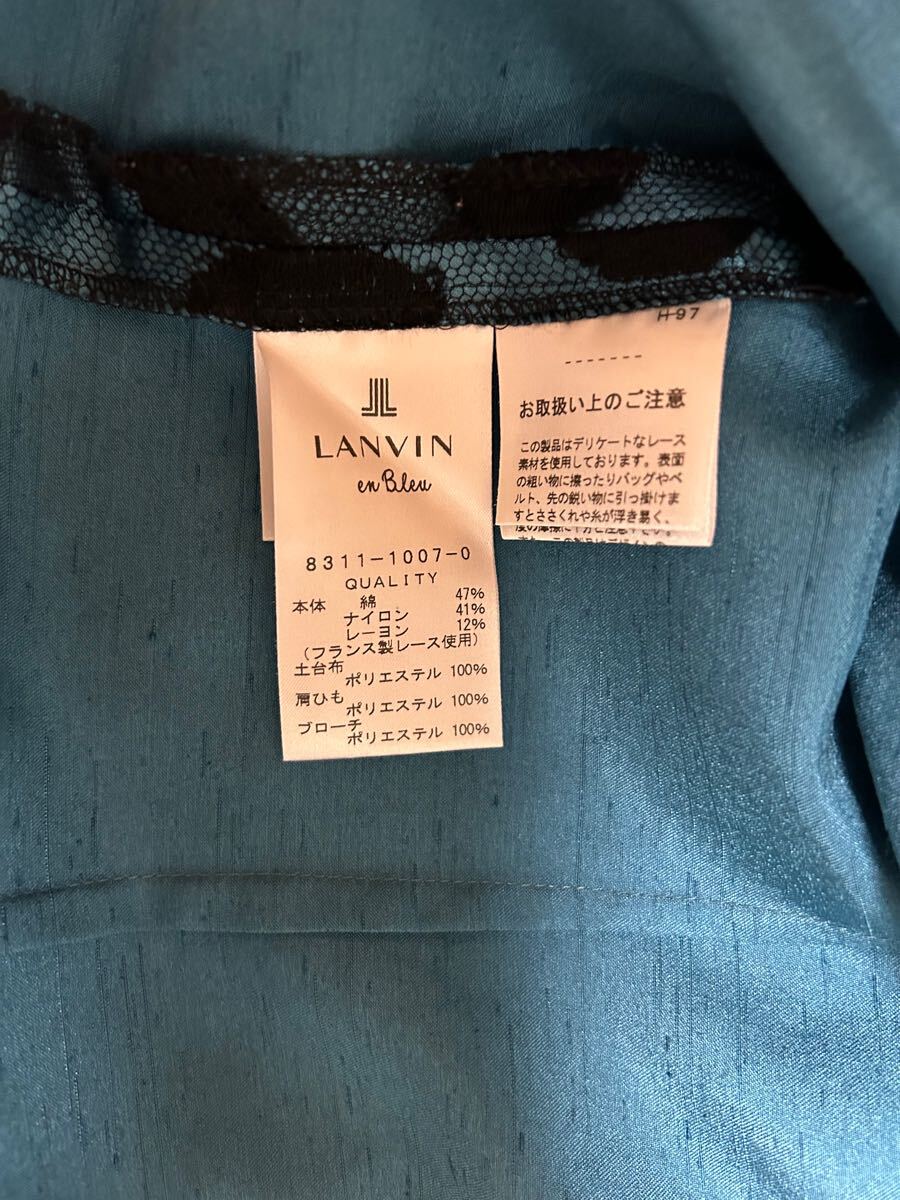 LANVIN
en Bleu
8311-1007-0
QUALITY
本体 綿 47%
ナイロン 41%
レーヨン 12%
(フランス製レース使用)
土台布
ポリエステル 100%
肩ひも
ポリエステル 100%
ブローチ
ポリエステル 100%
H-97
-------
お取扱い上のご注意
この製品はデリケートなレース
素材を使用しております。表面
の粗い物に擦ったりバッグやベ
ルト、先の鋭い物に引っ掛けま
すとささくれや糸が浮き易く、